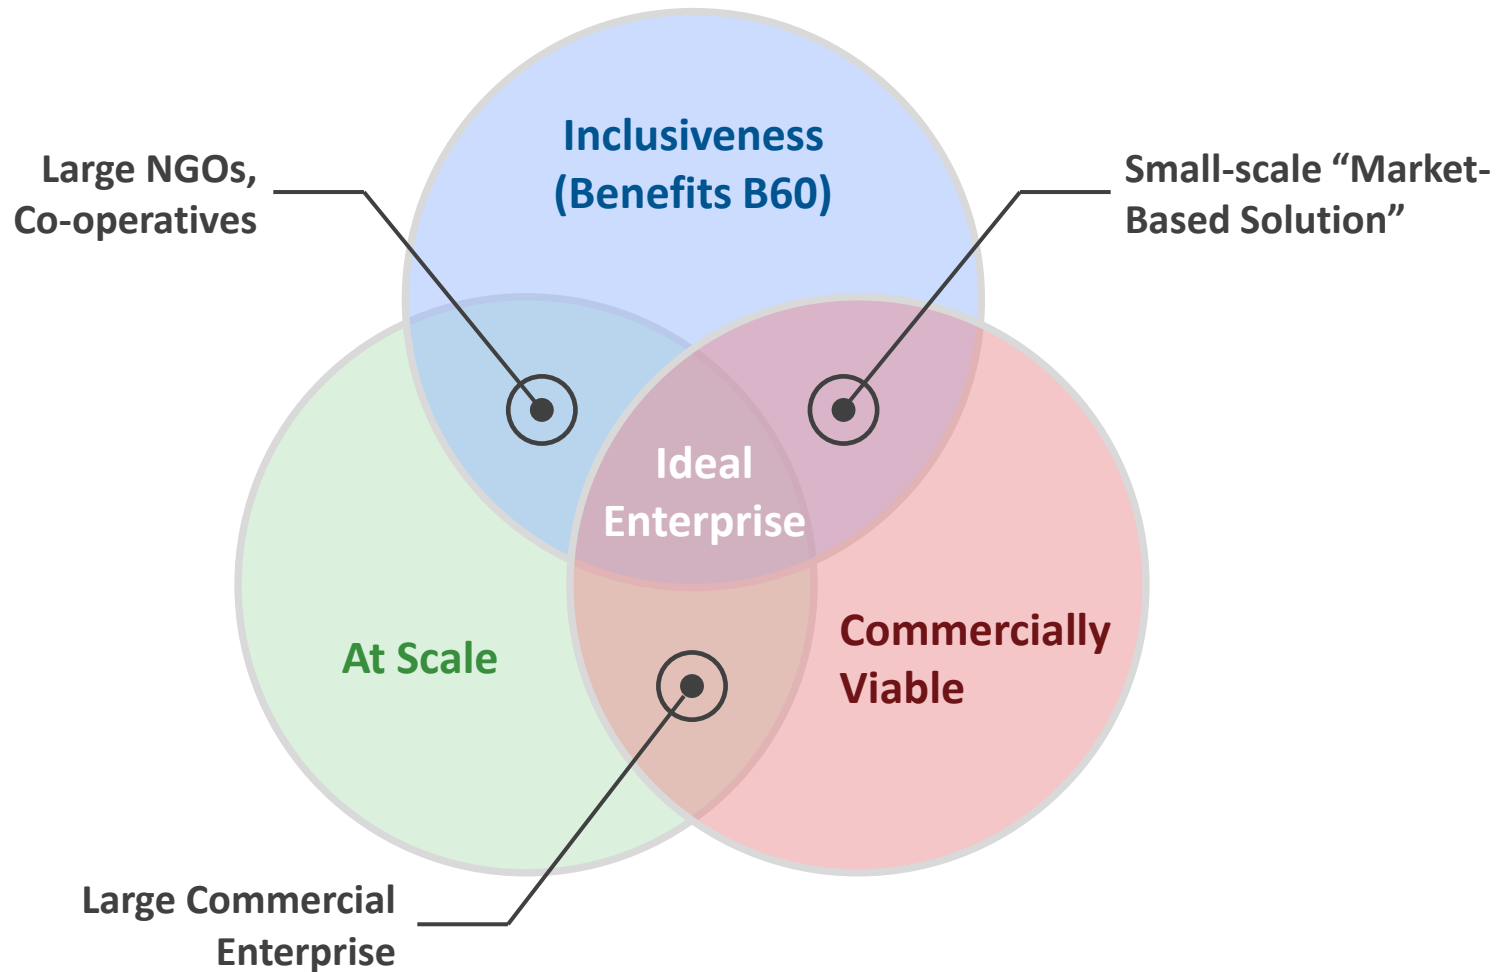 Inclusiveness
(Benefits B60)
Large NGOs,
Co-operatives
Small-scale “Market-
Based Solution”
Ideal
Enterprise
At Scale
Commercially
Viable
Large Commercial
Enterprise